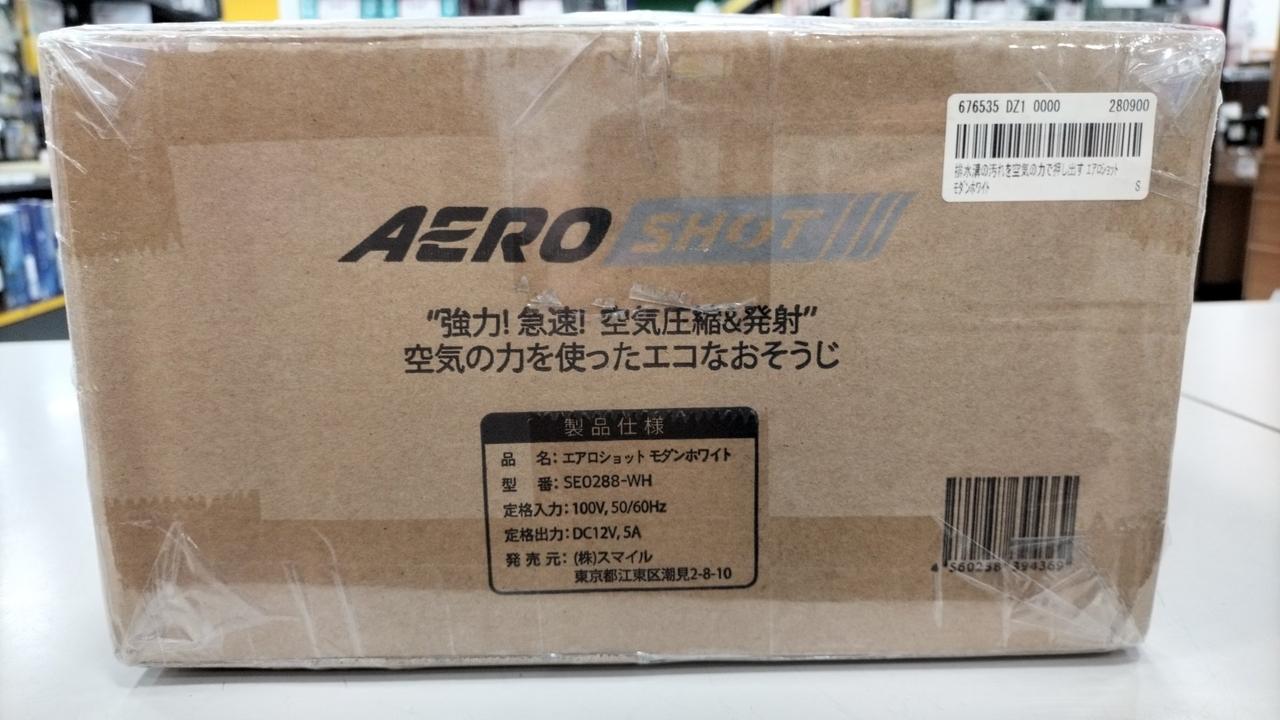 676535 DZ1 0000 280900
排水溝の汚れを空気の力で押し出す エアロショット
モダンホワイト S
AERO SHOT
"強力! 急速! 空気圧縮&発射"
空気の力を使ったエコなおそうじ
製品仕様
品 名: エアロショット モダンホワイト
型 番: SE0288-WH
定格入力: 100V, 50/60Hz
定格出力: DC12V, 5A
発売元: (株)スマイル
東京都江東区潮見2-8-10
4 560238 394369